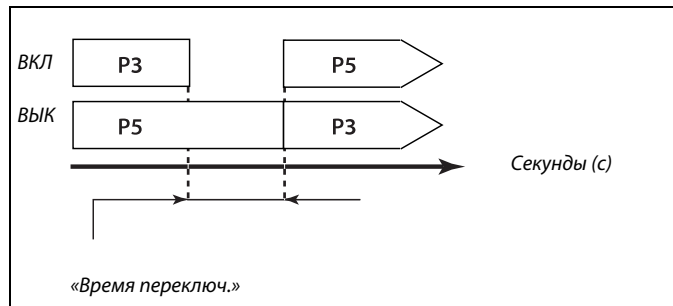 ВКЛ P3 P5
ВЫК P5 P3
Секунды (с)
«Время переключ.»